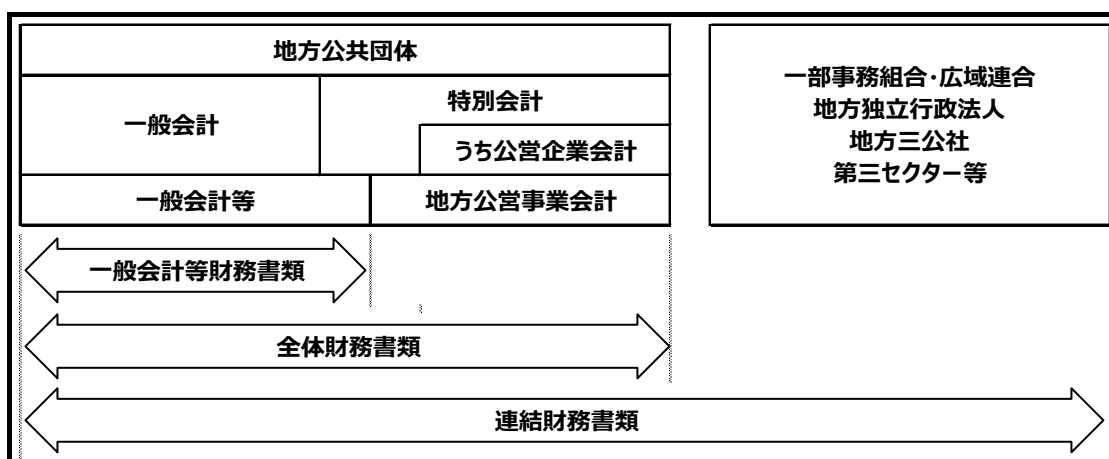 地方公共団体
一般会計
特別会計
うち公営企業会計
一般会計等
地方公営事業会計
一部事務組合・広域連合
地方独立行政法人
地方三公社
第三セクター等
一般会計等財務書類
全体財務書類
連結財務書類